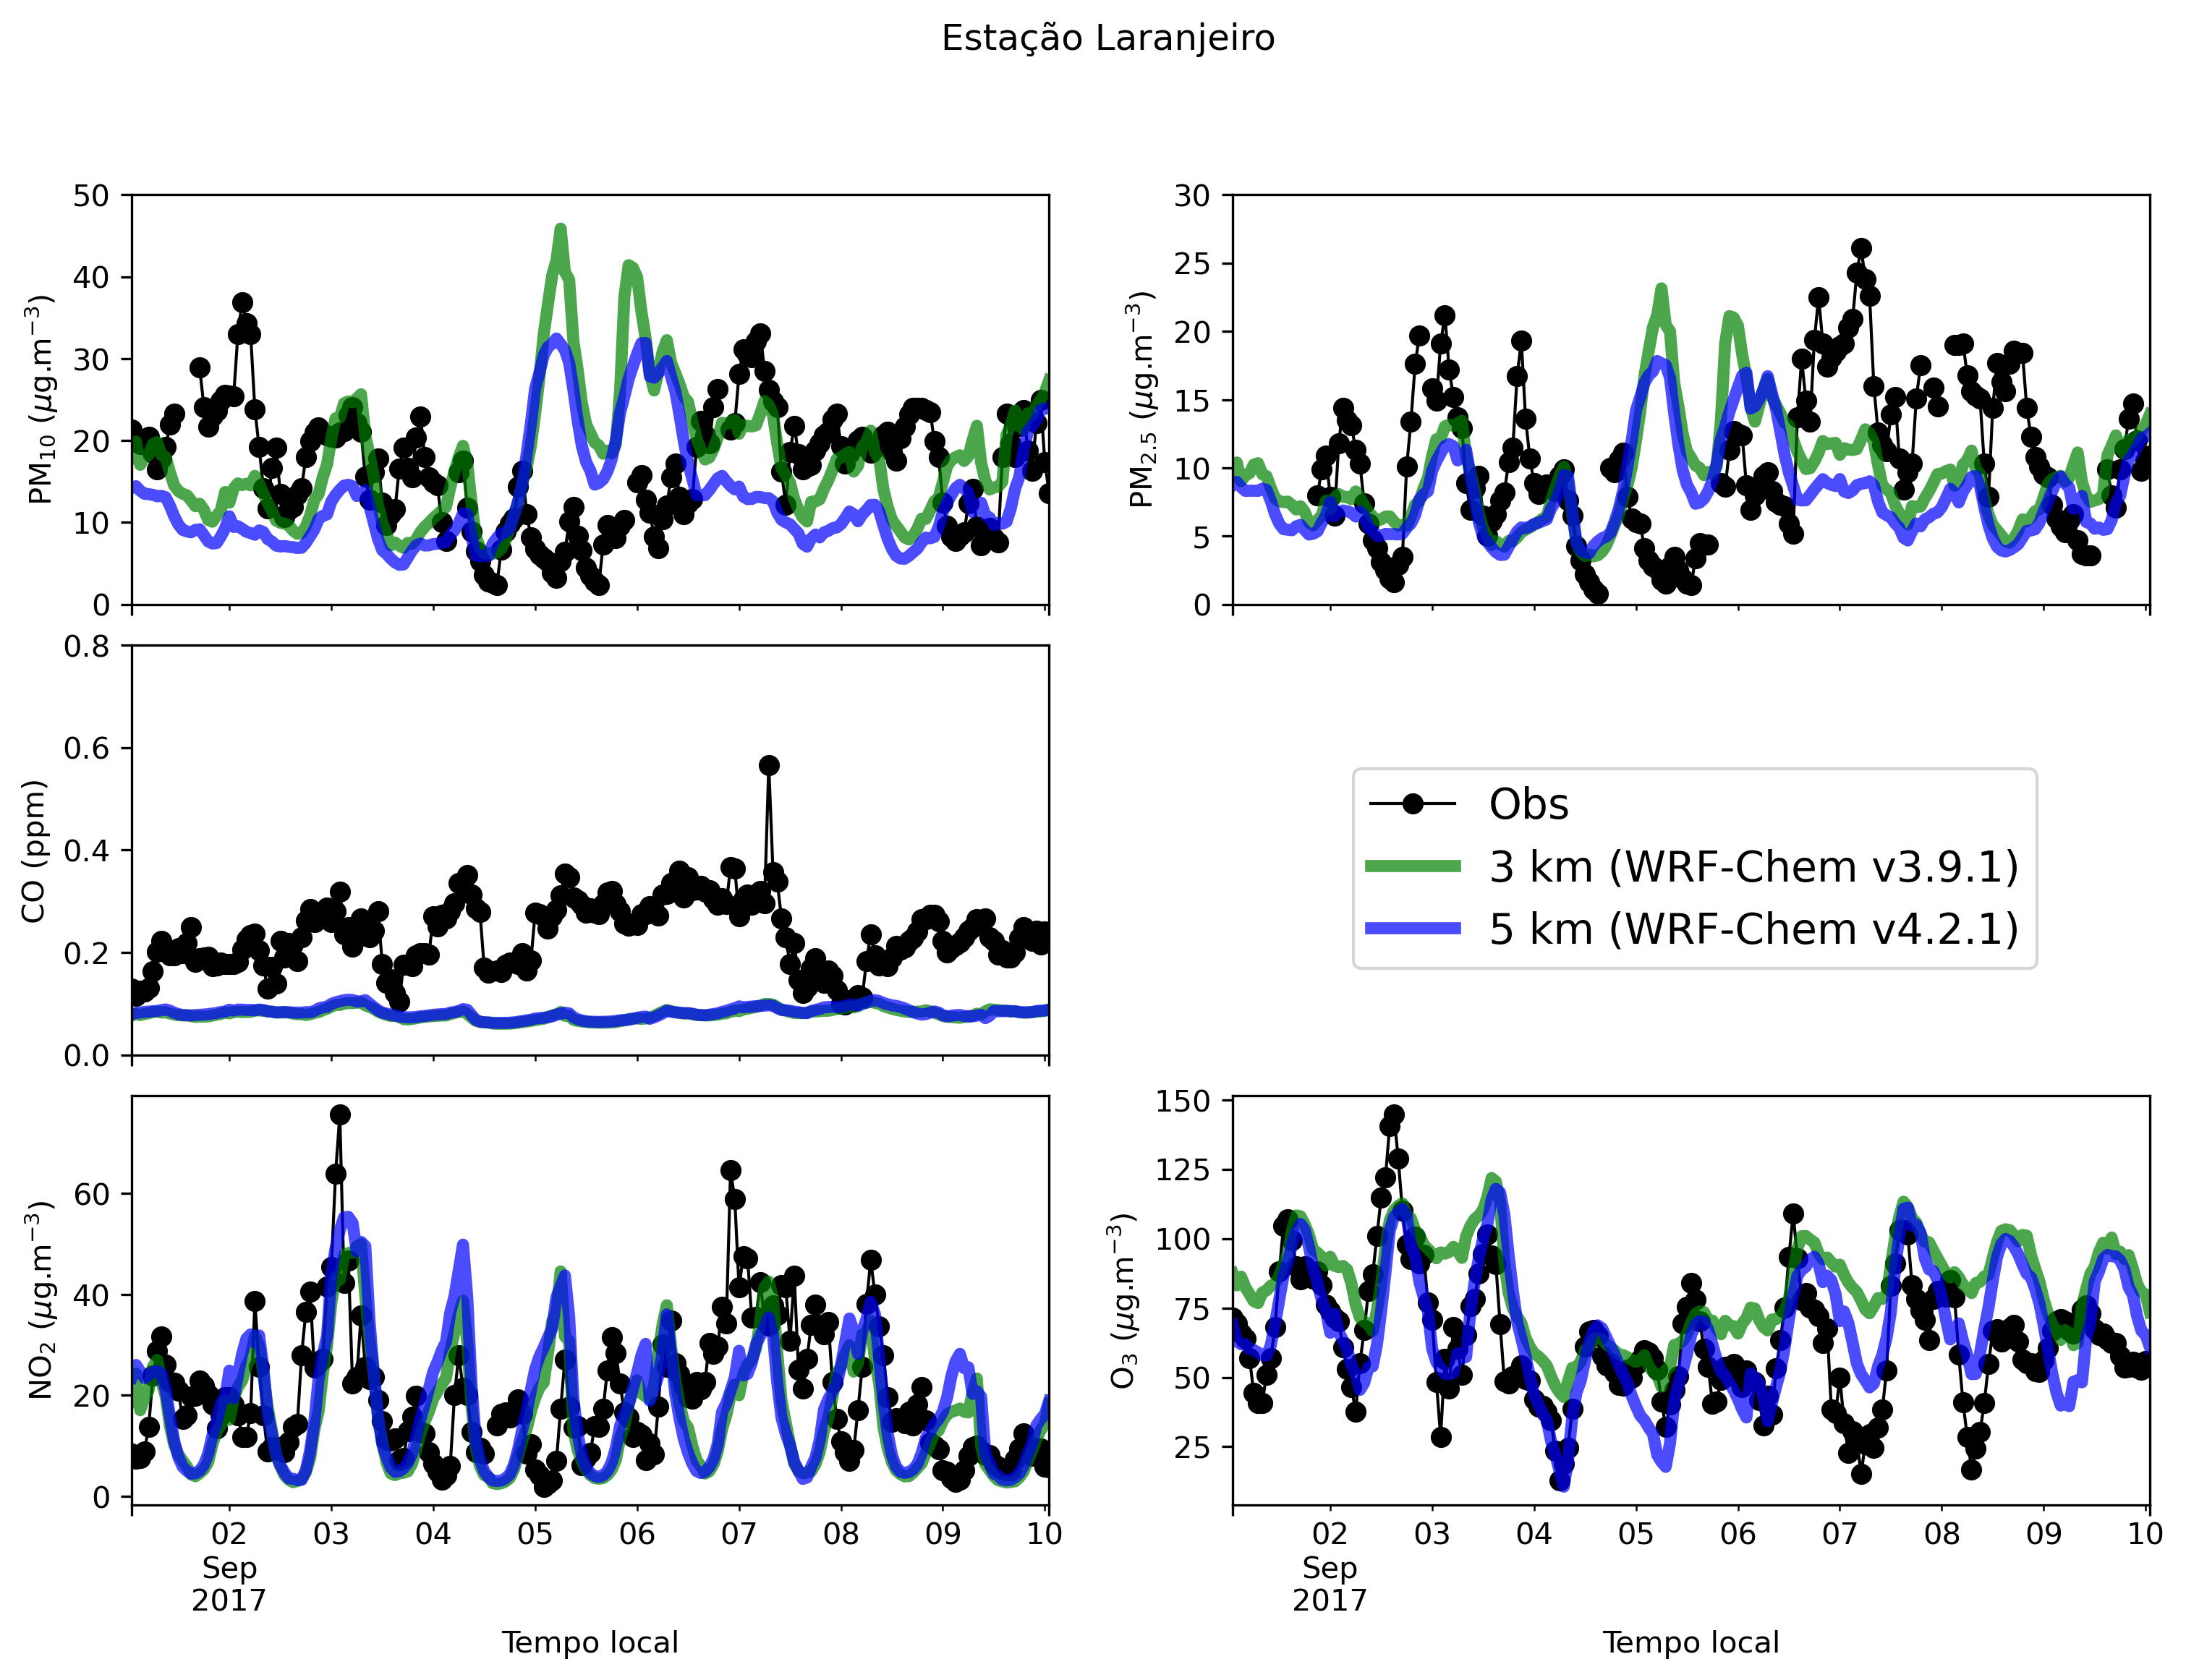 Estação Laranjeiro
50
40
30
20
10
0
PM₁₀ (μg.m⁻³)
30
25
20
15
10
5
0
PM₂.₅ (μg.m⁻³)
0.8
0.6
0.4
0.2
0.0
CO (ppm)
Obs
3 km (WRF-Chem v3.9.1)
5 km (WRF-Chem v4.2.1)
60
40
20
0
NO₂ (μg.m⁻³)
02 03 04 05 06 07 08 09 10
Sep
2017
Tempo local
150
125
100
75
50
25
O₃ (μg.m⁻³)
02 03 04 05 06 07 08 09 10
Sep
2017
Tempo local